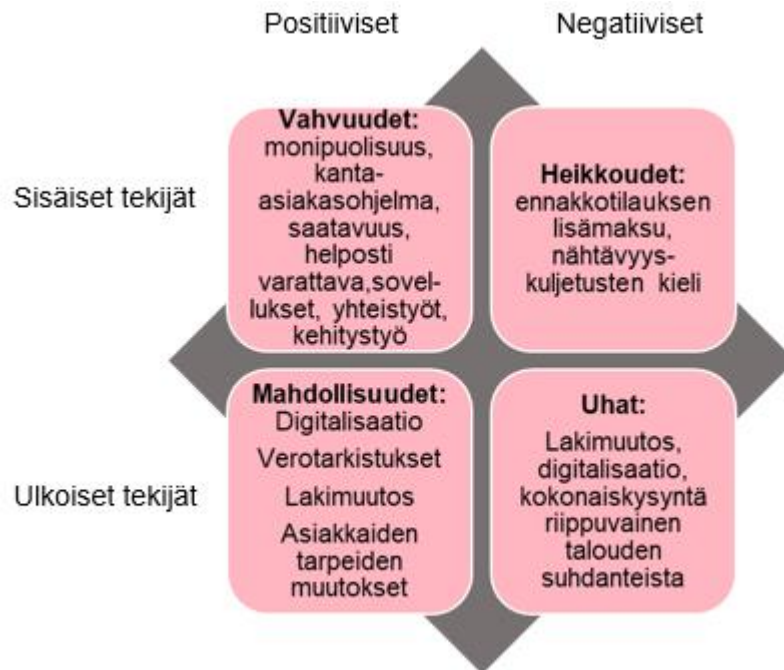 Positiiviset
Negatiiviset
Sisäiset tekijät
Vahvuudet:
monipuolisuus,
kanta-
asiakasohjelma,
saatavuus,
helposti
varattava,sovel-
lukset, yhteistyöt,
kehitystyö
Heikkoudet:
ennakkotilauksen
lisämaksu,
nähtävyys-
kuljetusten kieli
Ulkoiset tekijät
Mahdollisuudet:
Digitalisaatio
Verotarkistukset
Lakimuutos
Asiakkaiden
tarpeiden
muutokset
Uhat:
Lakimuutos,
digitalisaatio,
kokonaiskysyntä
riippuvainen
talouden
suhdanteista